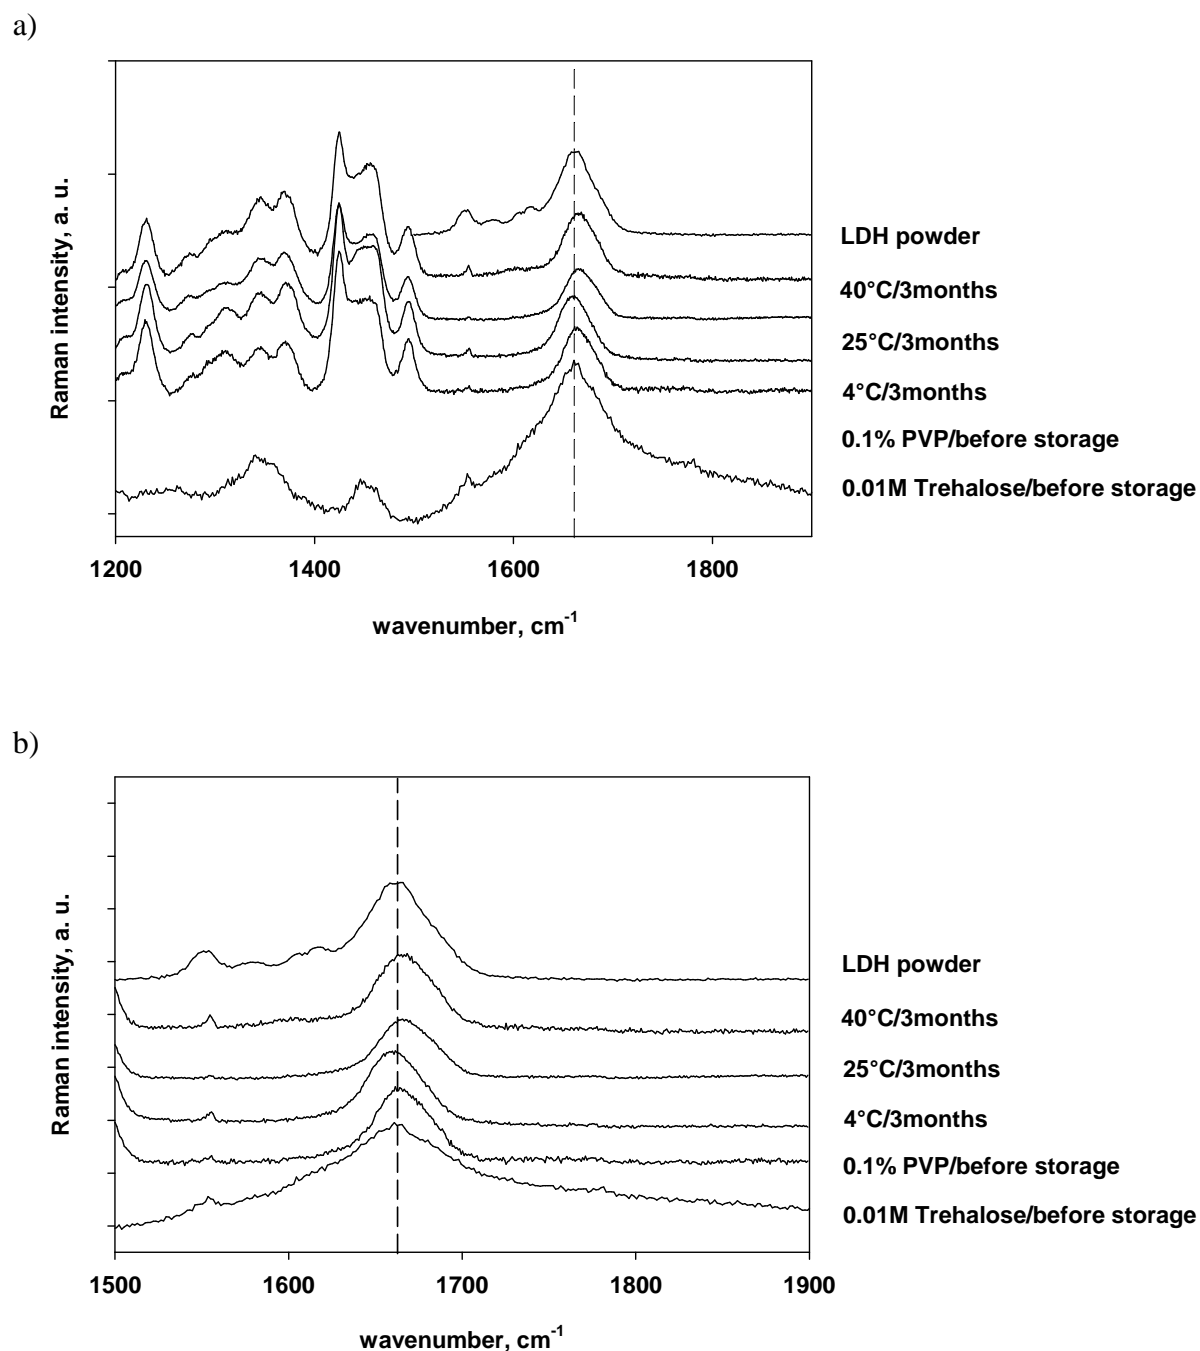 a)
Raman intensity, a. u.
LDH powder
40°C/3months
25°C/3months
4°C/3months
0.1% PVP/before storage
0.01M Trehalose/before storage
1200 1400 1600 1800
wavenumber, cm-1
b)
Raman intensity, a. u.
LDH powder
40°C/3months
25°C/3months
4°C/3months
0.1% PVP/before storage
0.01M Trehalose/before storage
1500 1600 1700 1800 1900
wavenumber, cm-1